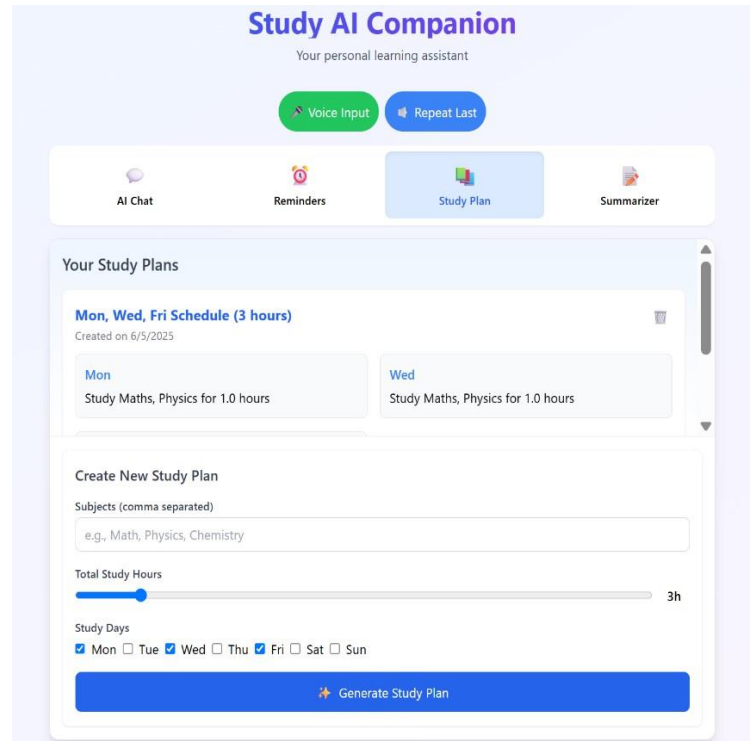 Study AI Companion
Your personal learning assistant
Voice Input
Repeat Last
AI Chat
Reminders
Study Plan
Summarizer
Your Study Plans
Mon, Wed, Fri Schedule (3 hours)
Created on 6/5/2025
Mon
Study Maths, Physics for 1.0 hours
Wed
Study Maths, Physics for 1.0 hours
Create New Study Plan
Subjects (comma separated)
e.g., Math, Physics, Chemistry
Total Study Hours
3h
Study Days
Mon Tue Wed Thu Fri Sat Sun
Generate Study Plan